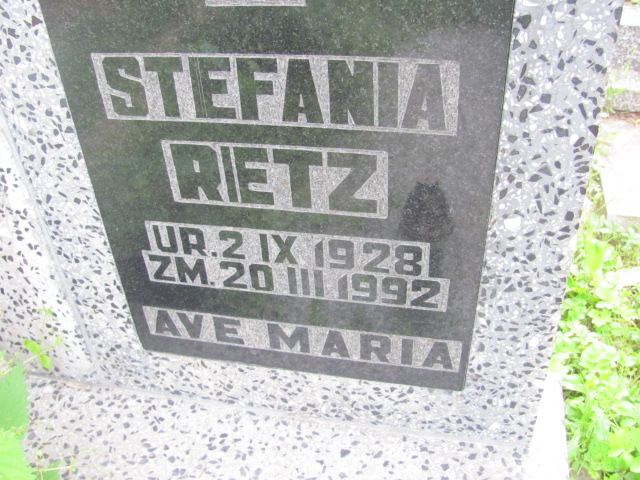 STEFANIA
RIETZ
UR. 2 IX 1928
ZM. 20 III 1992
AVE MARIA